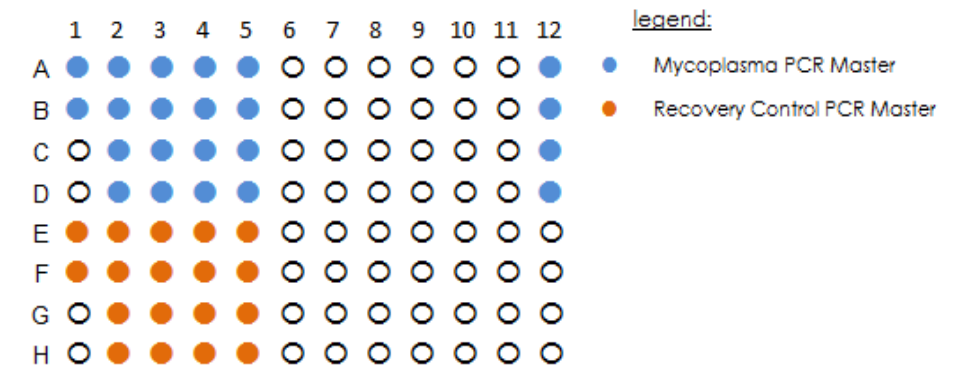 legend:
1 2 3 4 5 6 7 8 9 10 11 12
A
Mycoplasma PCR Master
B
Recovery Control PCR Master
C
D
E
F
G
H